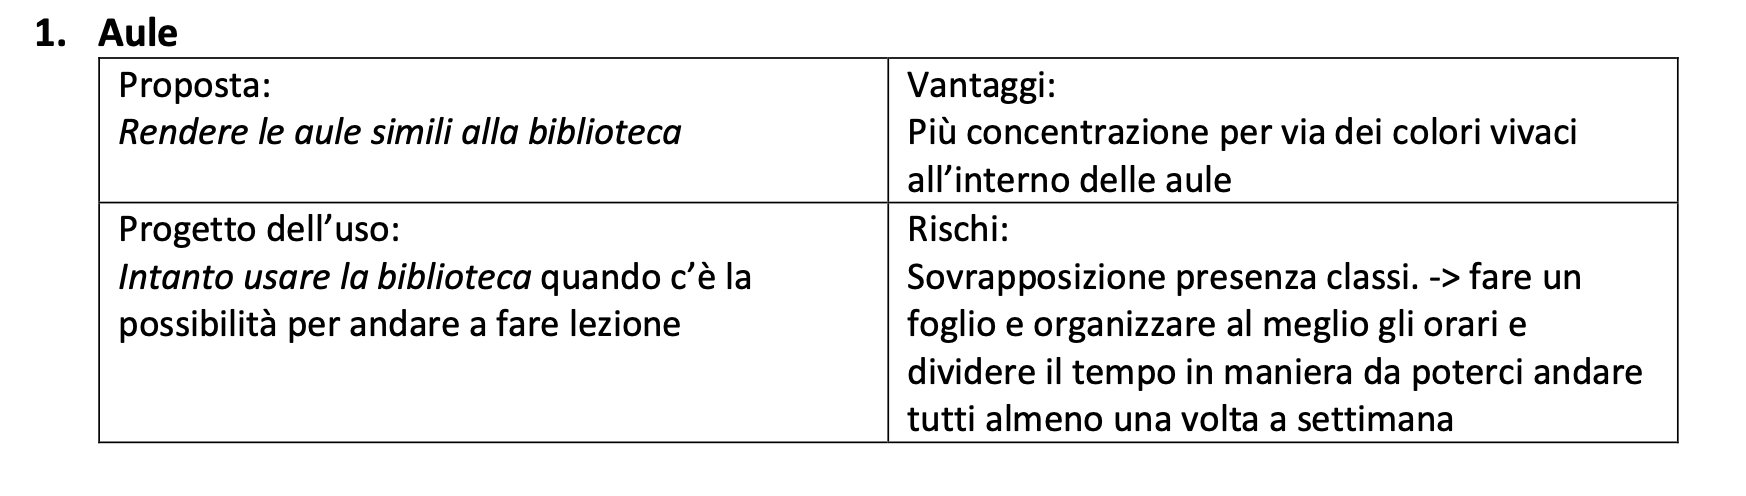 1. Aule
Proposta:
Rendere le aule simili alla biblioteca
Vantaggi:
Più concentrazione per via dei colori vivaci
all’interno delle aule
Progetto dell’uso:
Intanto usare la biblioteca quando c’è la
possibilità per andare a fare lezione
Rischi:
Sovrapposizione presenza classi. -> fare un
foglio e organizzare al meglio gli orari e
dividere il tempo in maniera da poterci andare
tutti almeno una volta a settimana